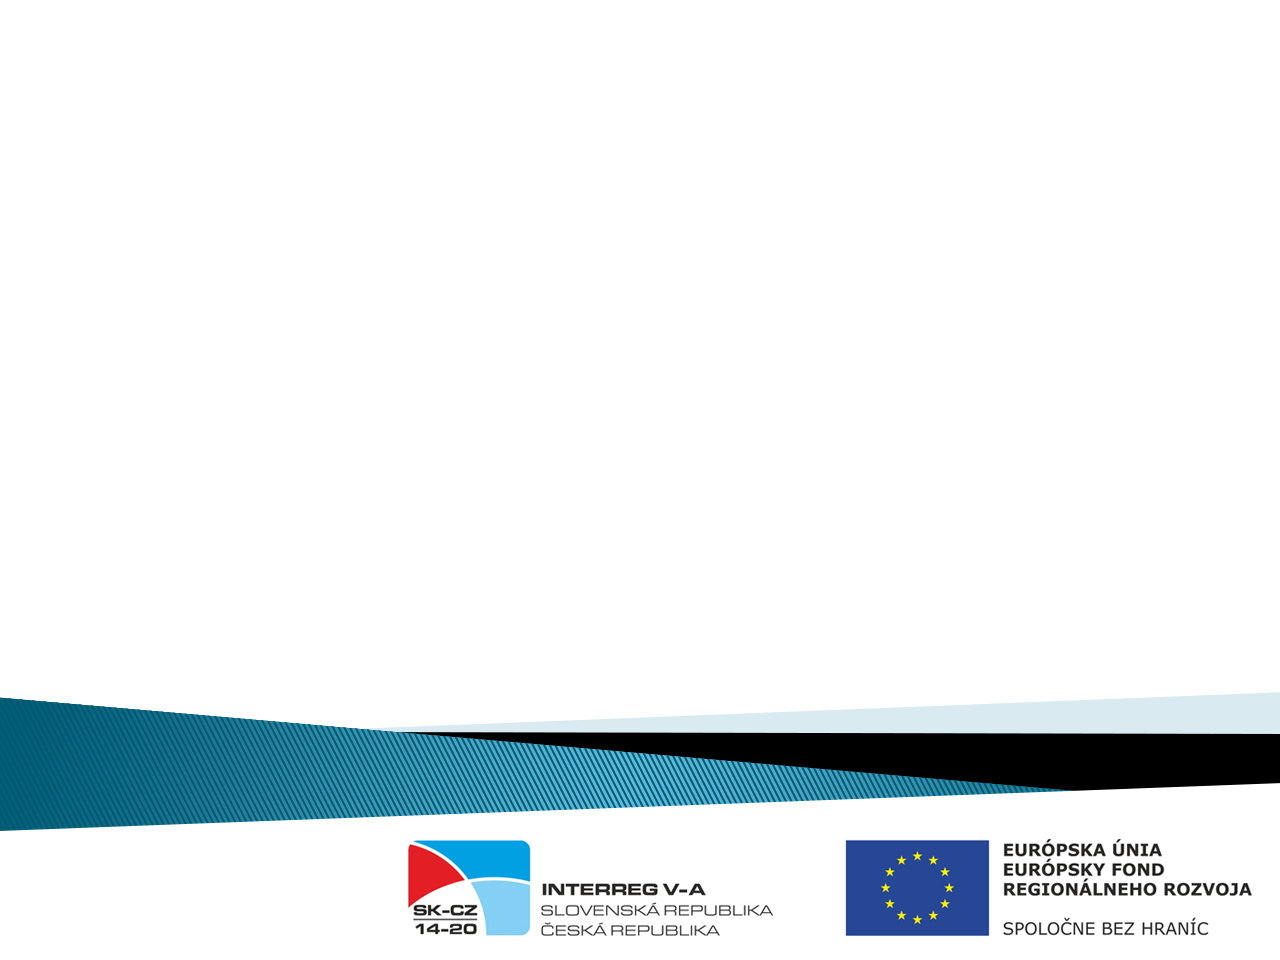 SK-CZ
14-20
INTERREG V-A
SLOVENSKÁ REPUBLIKA
ČESKÁ REPUBLIKA
EURÓPSKA ÚNIA
EURÓPSKY FOND
REGIONÁLNEHO ROZVOJA
SPOLOČNE BEZ HRANÍC